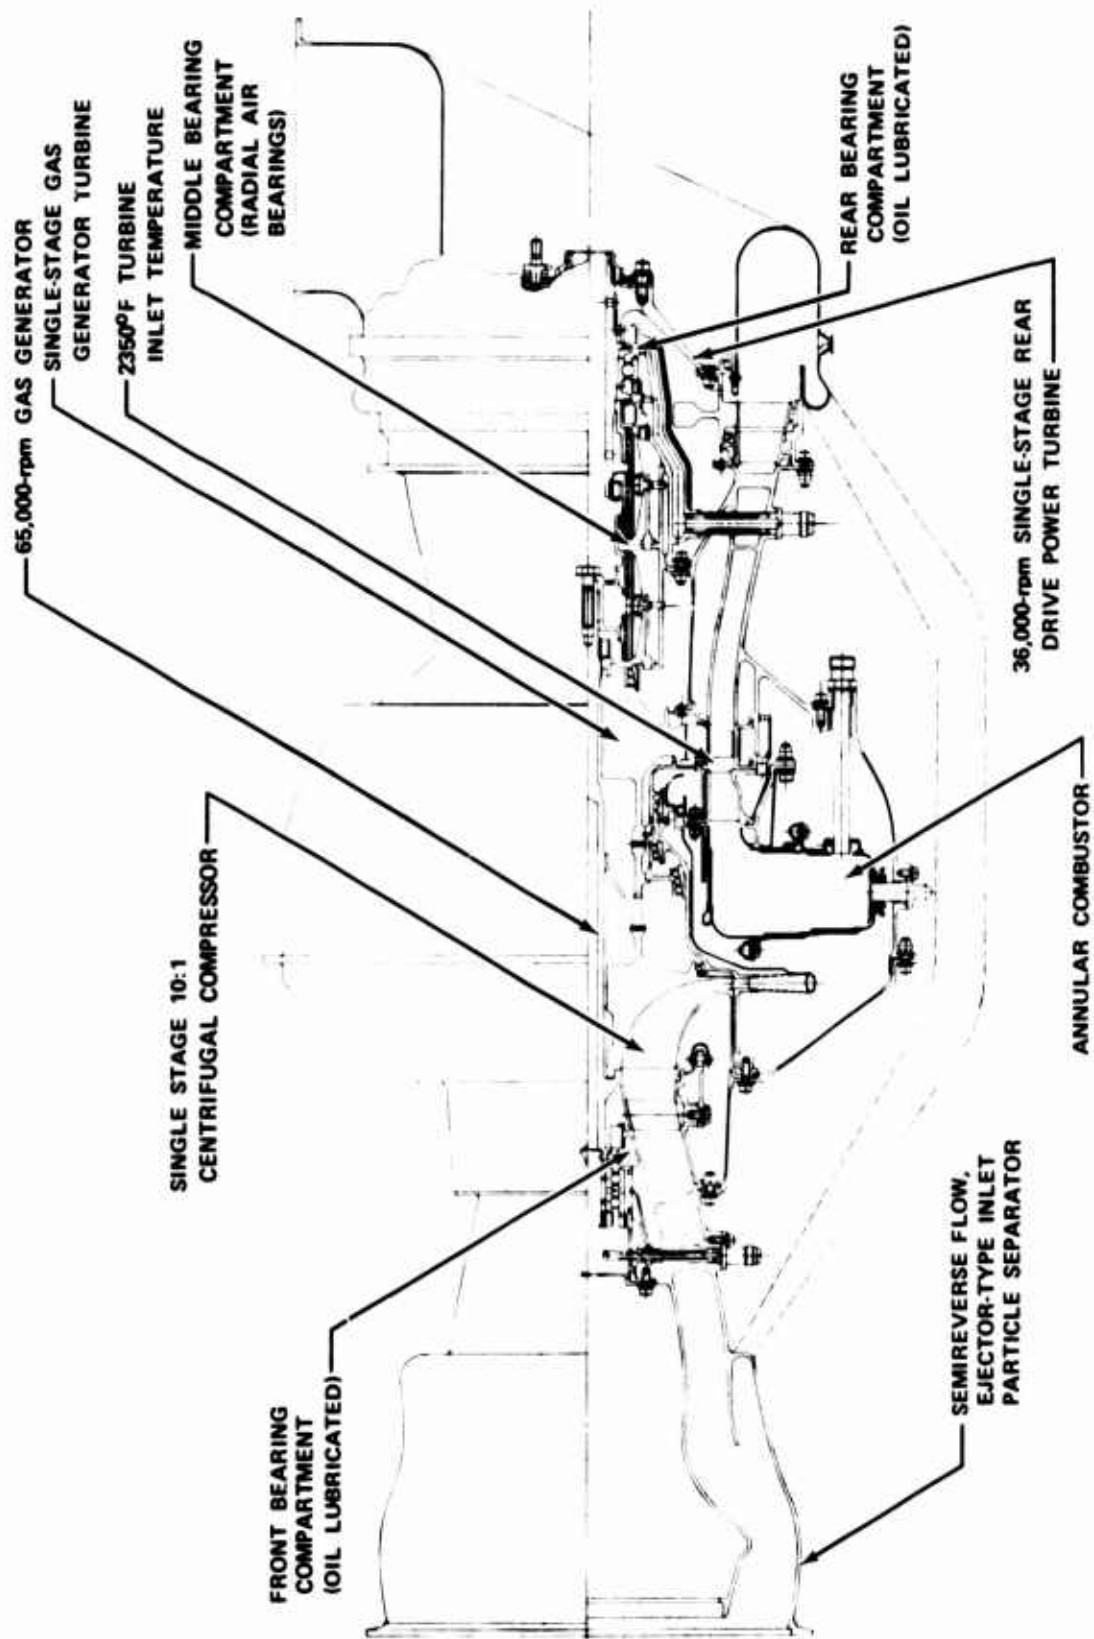 65,000-rpm GAS GENERATOR
SINGLE-STAGE GAS
GENERATOR TURBINE
2350°F TURBINE
INLET TEMPERATURE
MIDDLE BEARING
COMPARTMENT
(RADIAL AIR
BEARINGS)
SINGLE STAGE 10:1
CENTRIFUGAL COMPRESSOR
FRONT BEARING
COMPARTMENT
(OIL LUBRICATED)
REAR BEARING
COMPARTMENT
(OIL LUBRICATED)
36,000-rpm SINGLE-STAGE REAR
DRIVE POWER TURBINE
ANNULAR COMBUSTOR
SEMIREVERSE FLOW,
EJECTOR-TYPE INLET
PARTICLE SEPARATOR